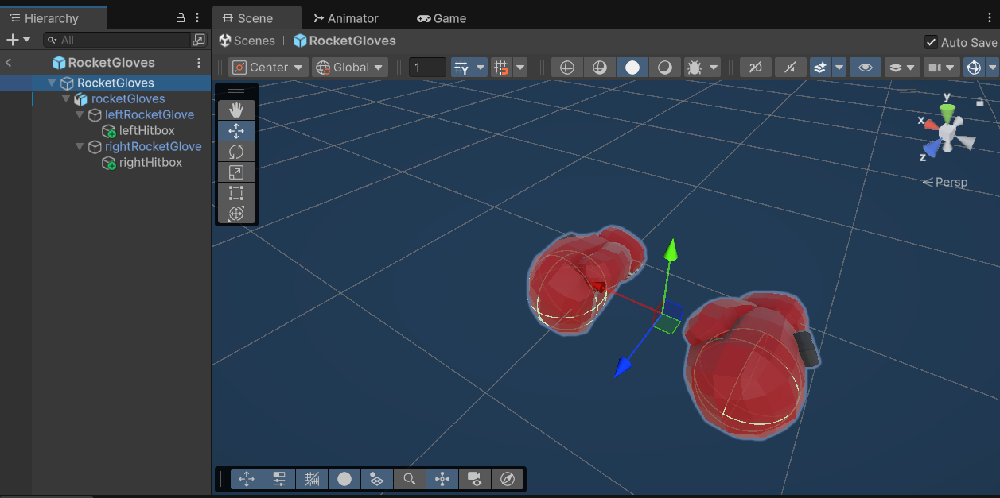 Hierarchy
Scene Animator Game
All
Scenes RocketGloves
Auto Save
RocketGloves
Center Global 1 2D
RocketGloves
rocketGloves
leftRocketGlove
leftHitbox
rightRocketGlove
rightHitbox
y
x
z
Persp